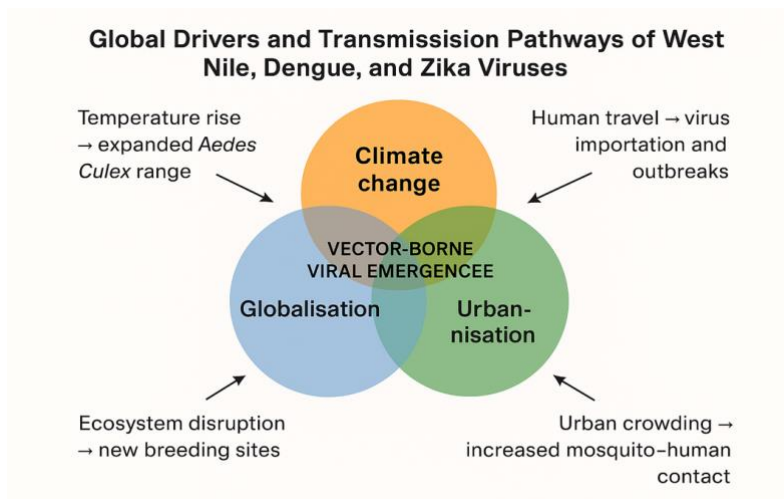 Global Drivers and Transmissision Pathways of West
Nile, Dengue, and Zika Viruses
Temperature rise
→ expanded Aedes
Culex range
Human travel → virus
importation and
outbreaks
Climate
change
VECTOR-BORNE
VIRAL EMERGENCEE
Globalisation
Urban-
nisation
Ecosystem disruption
→ new breeding sites
Urban crowding →
increased mosquito–human
contact